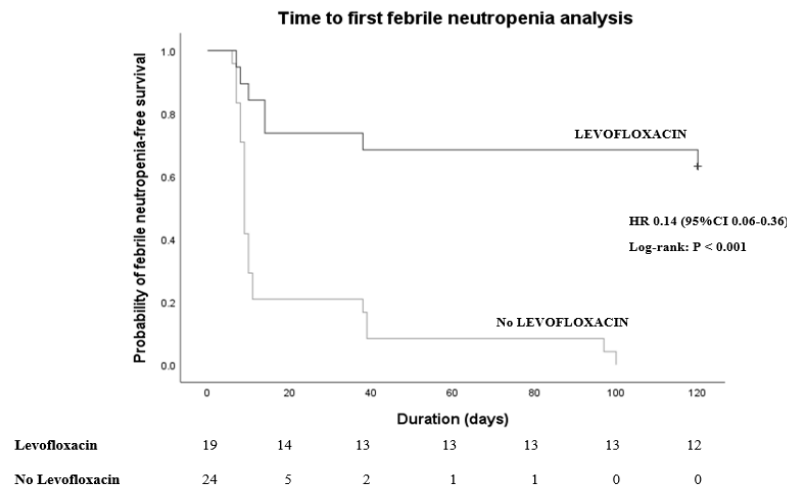 Time to first febrile neutropenia analysis
Probability of febrile neutropenia-free survival
1.0
0.8
0.6
0.4
0.2
0.0
LEVOFLOXACIN
HR 0.14 (95%CI 0.06-0.36)
Log-rank: P < 0.001
No LEVOFLOXACIN
0 20 40 60 80 100 120
Duration (days)
Levofloxacin 19 14 13 13 13 13 12
No Levofloxacin 24 5 2 1 1 0 0